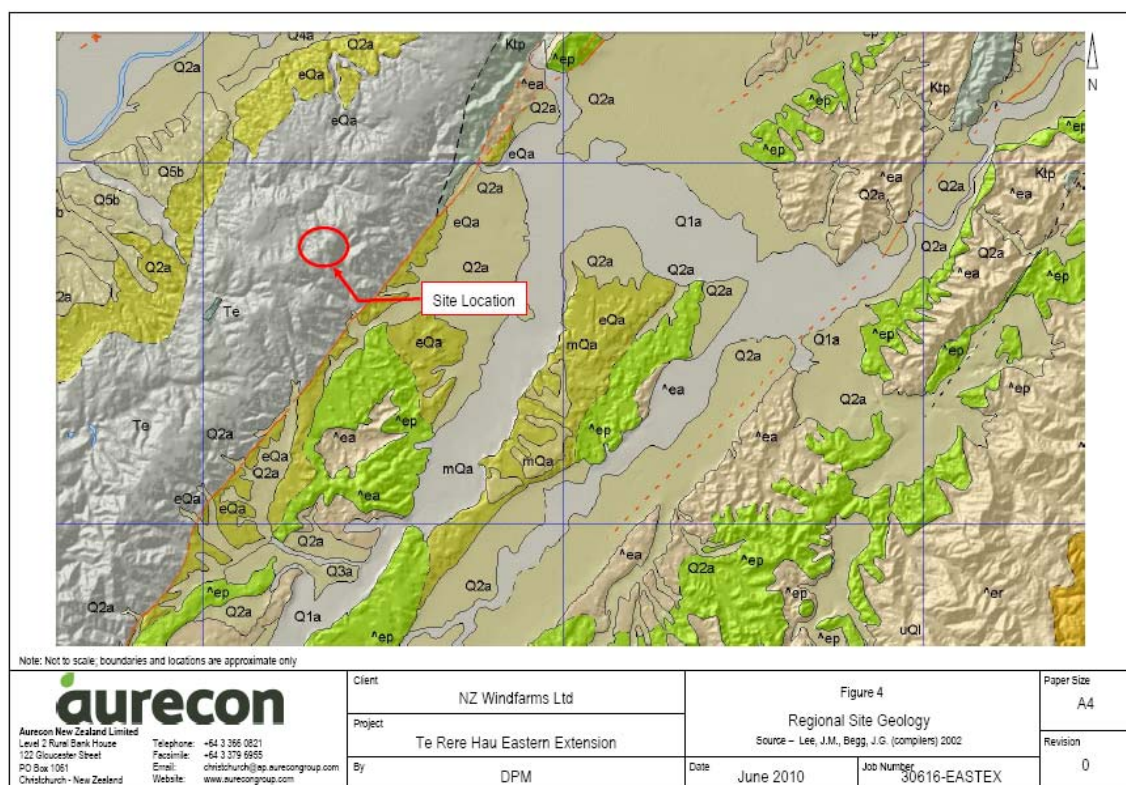 Q4a Q2a Ktp ^ep ep
Q2a eQa ^ea Q2a Q2a ^ep Ktp
eQa ^ep
Q5b eQa ^ea ^ea
Q5b Q2a Q2a Q2a Ktp
b eQa Q1a Q2a Q2a
Q2a Q2a Q2a Q2a ^ea
2a Site Location Q2a ^ep
Te eQa eQa mQa Q2a Q1a ^ep
^ea ^ep
Te Q2a ^ea ^ep ^ep ^ea Q2a
eQa Q2a mQa mQa
eQa ^ea
eQa
Q2a ^ea
Q3a Q2a ^ep ^er
Q2a ^ep Q2a Q1a ^ep ^ep uQl
N
Note: Not to scale; boundaries and locations are approximate only
aurecon
Aurecon New Zealand Limited
Level 2 Rural Bank House
122 Gloucester Street
PO Box 1061
Christchurch - New Zealand
Telephone: +64 3 366 0821
Facsimile: +64 3 379 6955
Email: christchurch@ap.aurecongroup.com
Website: www.aurecongroup.com
Client
NZ Windfarms Ltd
Project
Te Rere Hau Eastern Extension
By
DPM
Figure 4
Regional Site Geology
Source – Lee, J.M., Begg, J.G. (compilers) 2002
Date
June 2010
Job Number
30616-EASTEX
Paper Size
A4
Revision
0